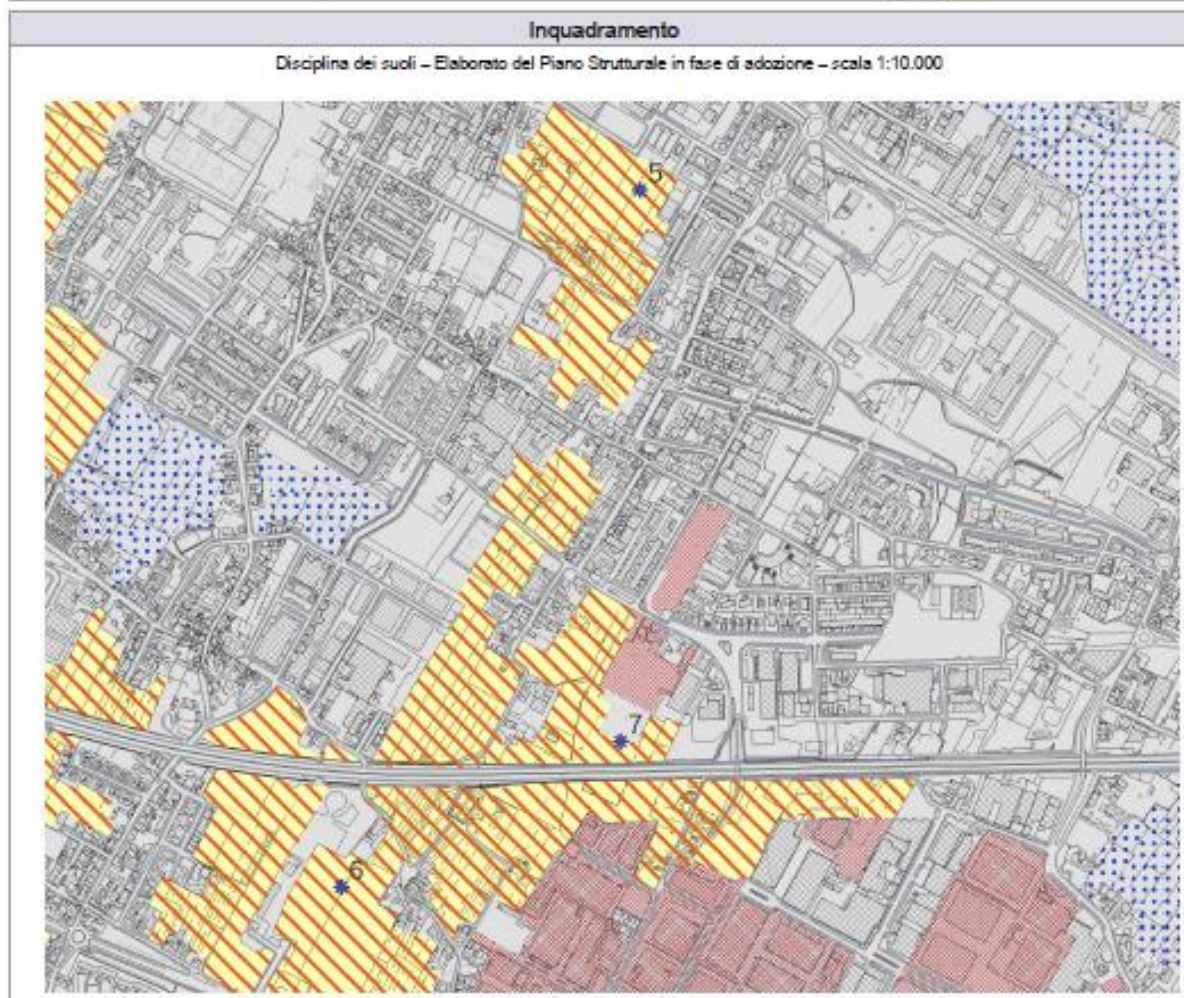 Inquadramento
Disciplina dei suoli – Elaborato del Piano Strutturale in fase di adozione – scala 1:10.000
5
7
6